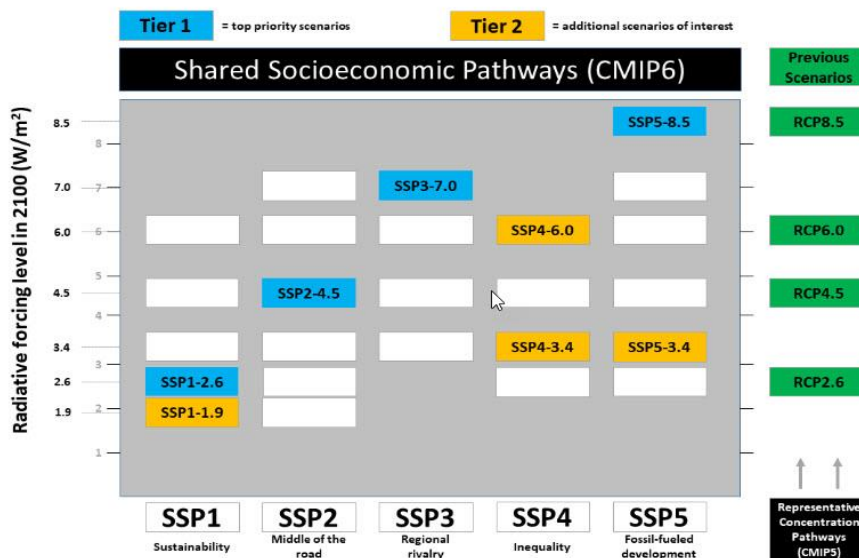 Tier 1 = top priority scenarios
Tier 2 = additional scenarios of interest
Shared Socioeconomic Pathways (CMIP6)
Previous
Scenarios
Radiative forcing level in 2100 (W/m²)
8.5
SSP5-8.5
RCP8.5
8
7.0
7
SSP3-7.0
6.0
6
SSP4-6.0
RCP6.0
5
4.5
SSP2-4.5
RCP4.5
4
3.4
SSP4-3.4
SSP5-3.4
3
2.6
SSP1-2.6
RCP2.6
1.9
2
SSP1-1.9
1
SSP1
SSP2
SSP3
SSP4
SSP5
Sustainability
Middle of the
road
Regional
rivalry
Inequality
Fossil-fueled
development
Representative
Concentration
Pathways
(CMIP5)